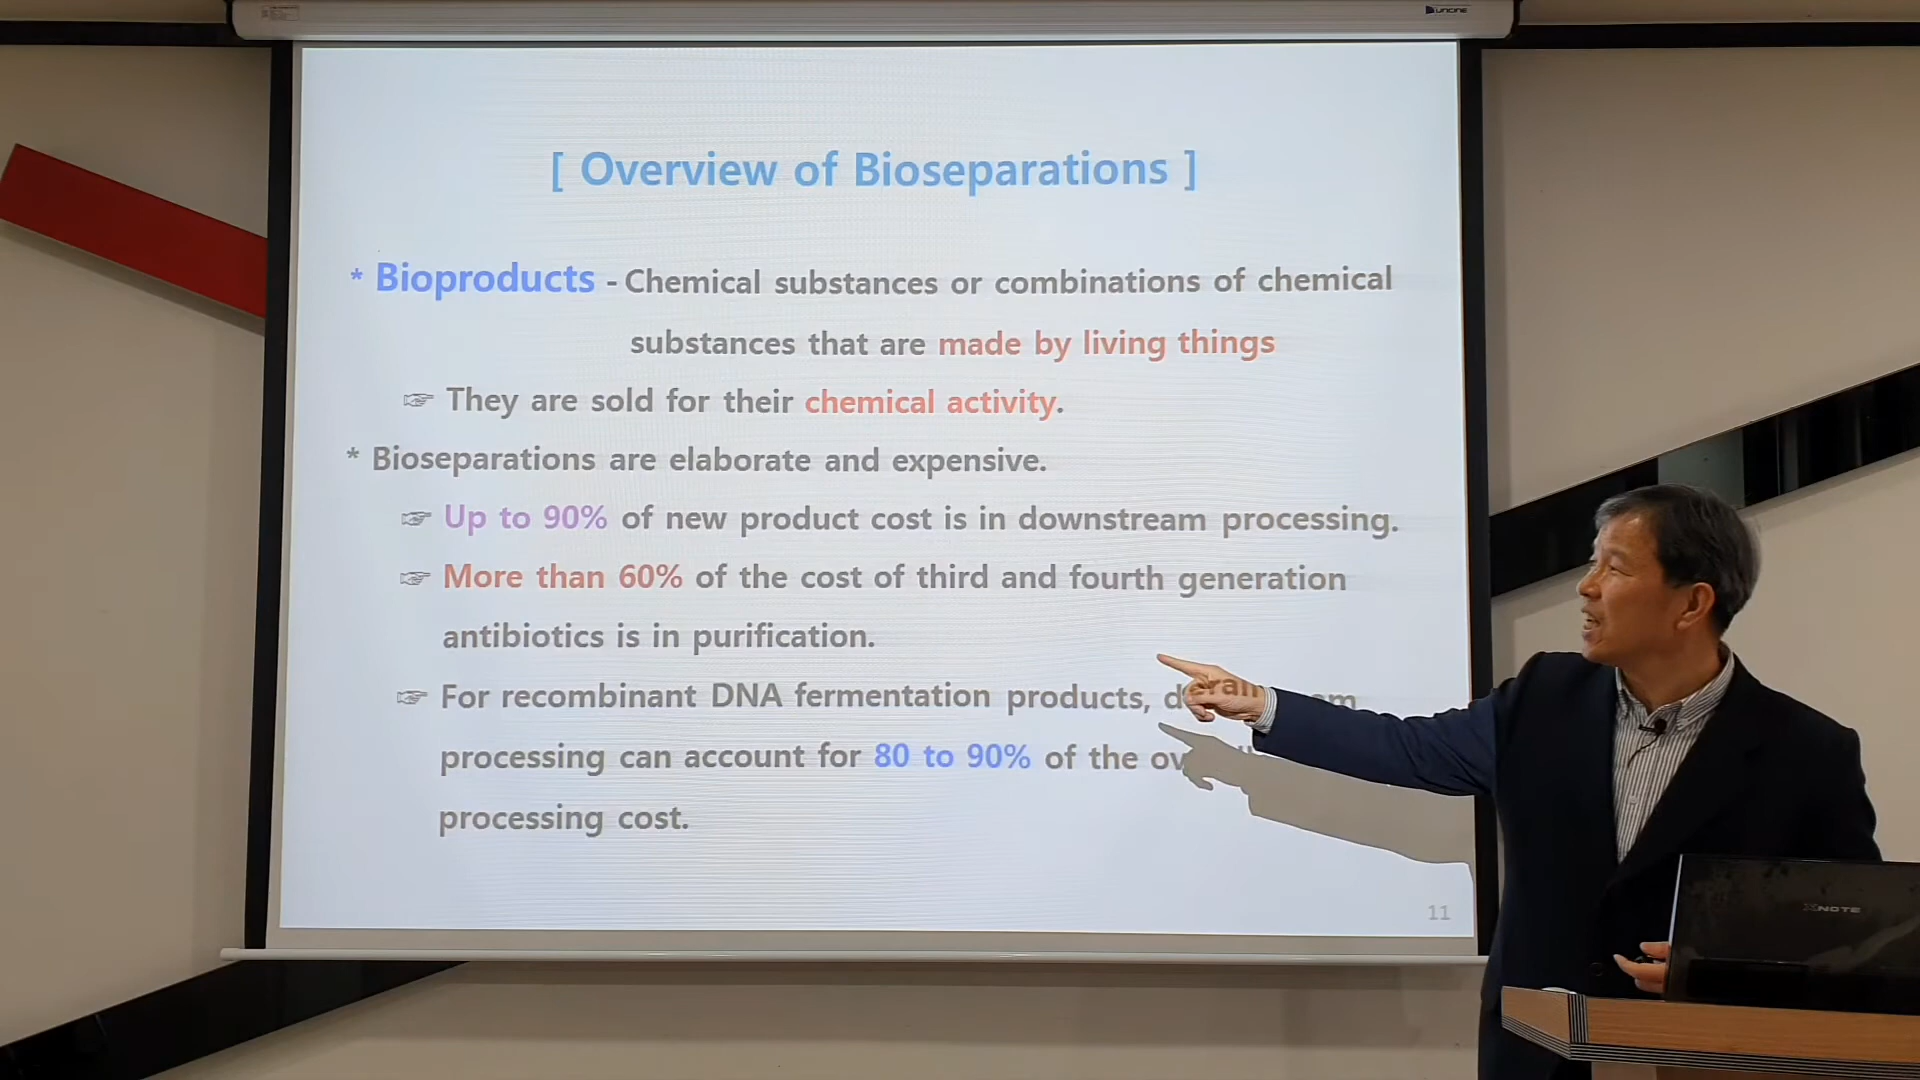 UNICINE
[ Overview of Bioseparations ]
* Bioproducts - Chemical substances or combinations of chemical
substances that are made by living things
☞ They are sold for their chemical activity.
* Bioseparations are elaborate and expensive.
☞ Up to 90% of new product cost is in downstream processing.
☞ More than 60% of the cost of third and fourth generation
antibiotics is in purification.
☞ For recombinant DNA fermentation products,
processing can account for 80 to 90% of the
processing cost.
11
XNOTE